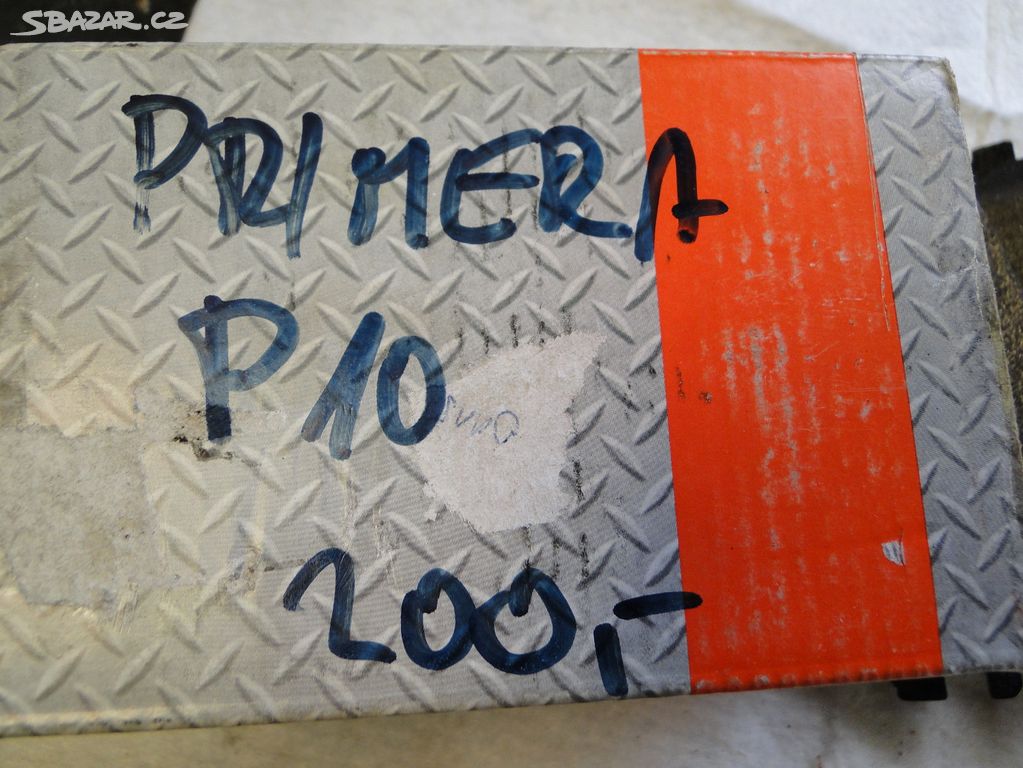 SBAZAR.CZ
PRIMERA
P10
200,-